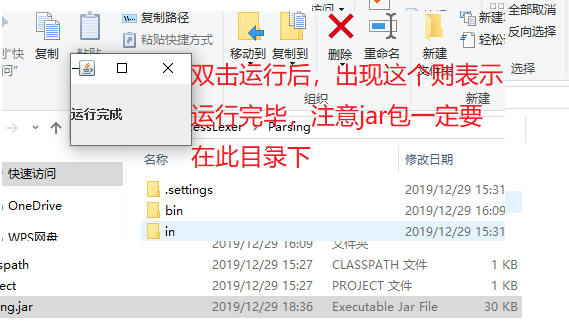 复制
粘贴
复制路径
粘贴快捷方式
移动到
复制到
删除
重命名
新建
全部取消
反向选择
选择
组织
新建
双击运行后，出现这个则表示
运行完毕，注意jar包一定要
在此目录下
运行完成
essLexer > Parsing
名称
修改日期
快速访问
OneDrive
WPS网盘
.settings 2019/12/29 15:31
bin 2019/12/29 16:09
in 2019/12/29 15:31
2019/12/29 16:09 文件夹
spath 2019/12/29 15:27 CLASSPATH 文件 1 KB
ect 2019/12/29 15:27 PROJECT 文件 1 KB
ng.jar 2019/12/29 18:36 Executable Jar File 30 KB